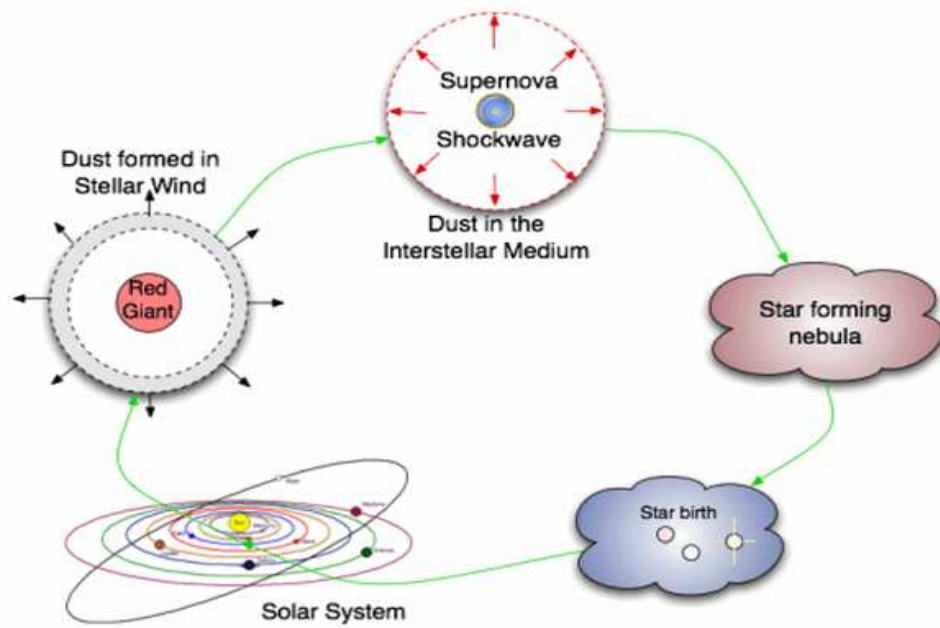 Supernova
Shockwave
Dust formed in
Stellar Wind
Dust in the
Interstellar Medium
Red
Giant
Star forming
nebula
Star birth
Sun
Solar System